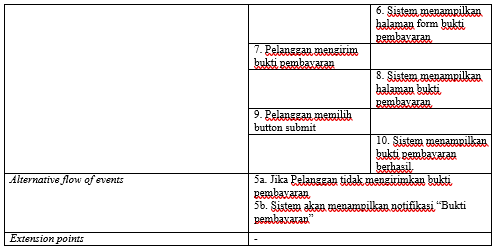 6. Sistem menampilkan
halaman form bukti
pembayaran
7. Pelanggan mengirim
bukti pembayaran
8. Sistem menampilkan
halaman bukti
pembayaran
9. Pelanggan memilih
button submit
10. Sistem menampilkan
bukti pembayaran
berhasil.
Alternative flow of events
5a. Jika Pelanggan tidak mengirimkan bukti
pembayaran
5b. Sistem akan menampilkan notifikasi “Bukti
pembayaran”
Extension points
-